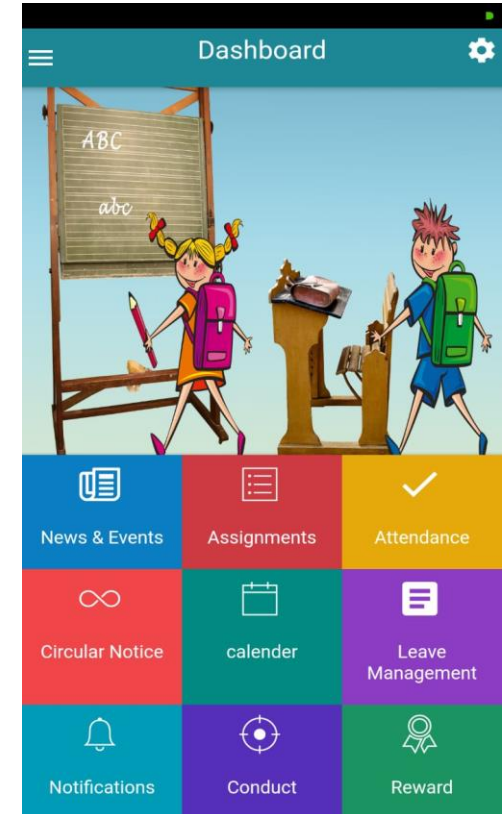 Dashboard
ABC
abc
News & Events
Assignments
Attendance
Circular Notice
calender
Leave
Management
Notifications
Conduct
Reward